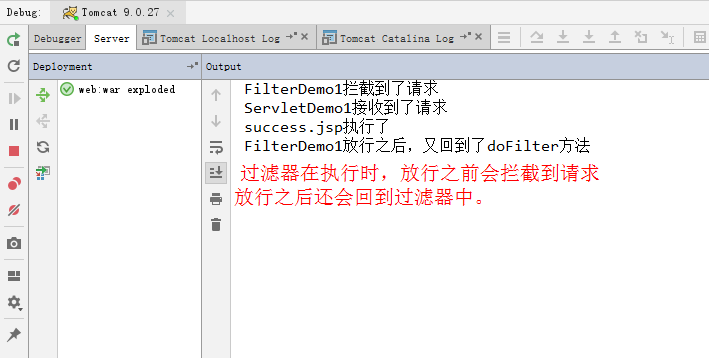 Debug: Tomcat 9.0.27
Debugger Server Tomcat Localhost Log Tomcat Catalina Log
Deployment Output
web:war exploded
FilterDemo1拦截到了请求
ServletDemo1接收到了请求
success.jsp执行了
FilterDemo1放行之后，又回到了doFilter方法
过滤器在执行时，放行之前会拦截到请求
放行之后还会回到过滤器中。